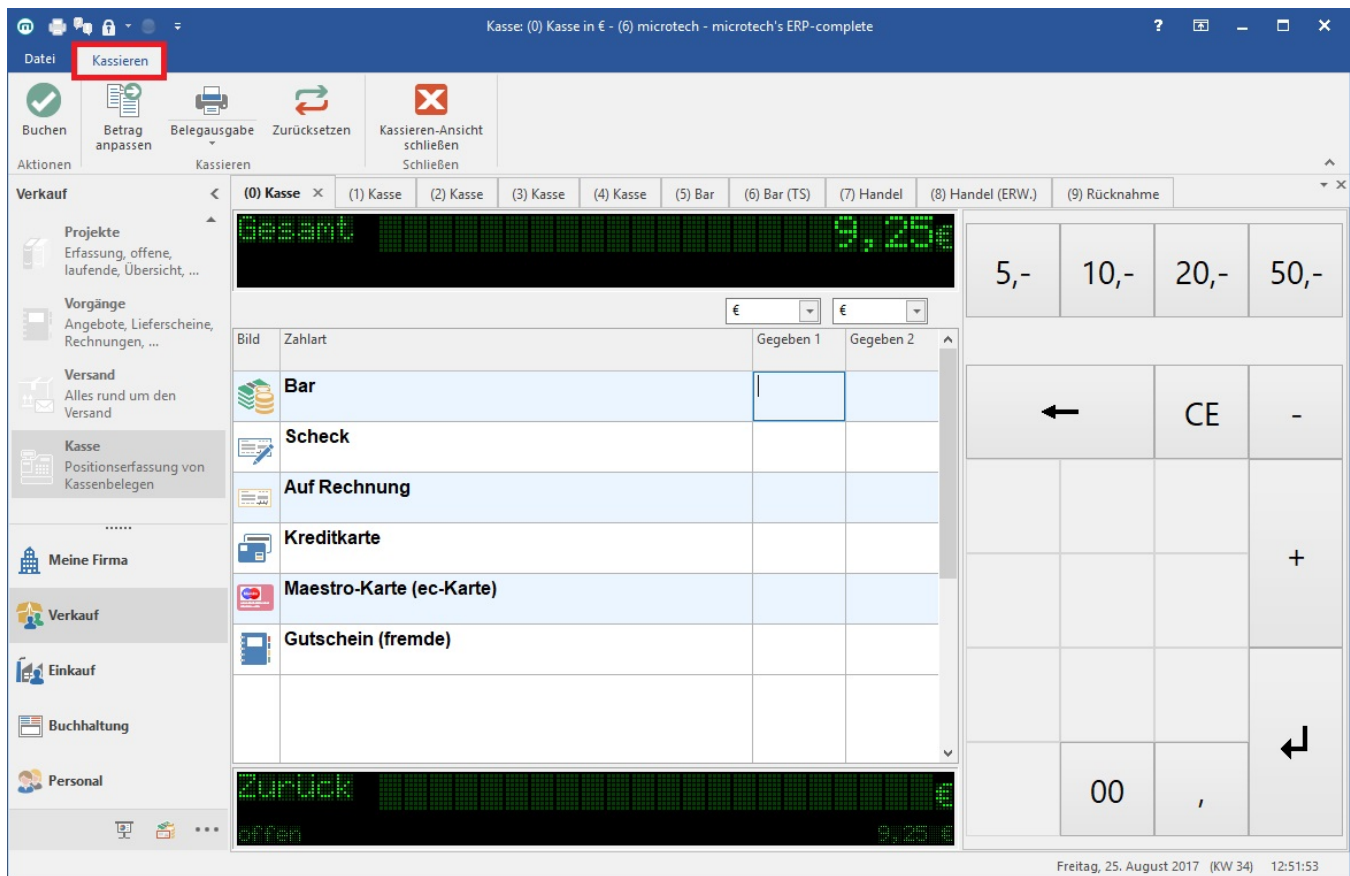 Kasse: (0) Kasse in € - (6) microtech - microtech's ERP-complete
?
Datei
Kassieren
Buchen
Betrag
anpassen
Belegausgabe
Zurücksetzen
Kassieren-Ansicht
schließen
Aktionen
Kassieren
Schließen
Verkauf
(0) Kasse
(1) Kasse
(2) Kasse
(3) Kasse
(4) Kasse
(5) Bar
(6) Bar (TS)
(7) Handel
(8) Handel (ERW.)
(9) Rücknahme
Projekte
Erfassung, offene,
laufende, Übersicht, ...
Vorgänge
Angebote, Lieferscheine,
Rechnungen, ...
Versand
Alles rund um den
Versand
Kasse
Positionserfassung von
Kassenbelegen
Meine Firma
Verkauf
Einkauf
Buchhaltung
Personal
Gesamt 9,25€
€ €
Bild Zahlart Gegeben 1 Gegeben 2
Bar
Scheck
Auf Rechnung
Kreditkarte
Maestro-Karte (ec-Karte)
Gutschein (fremde)
Zurück €
offen 9,25 €
5,- 10,- 20,- 50,-
← CE -
+
00 ,
Freitag, 25. August 2017 (KW 34) 12:51:53